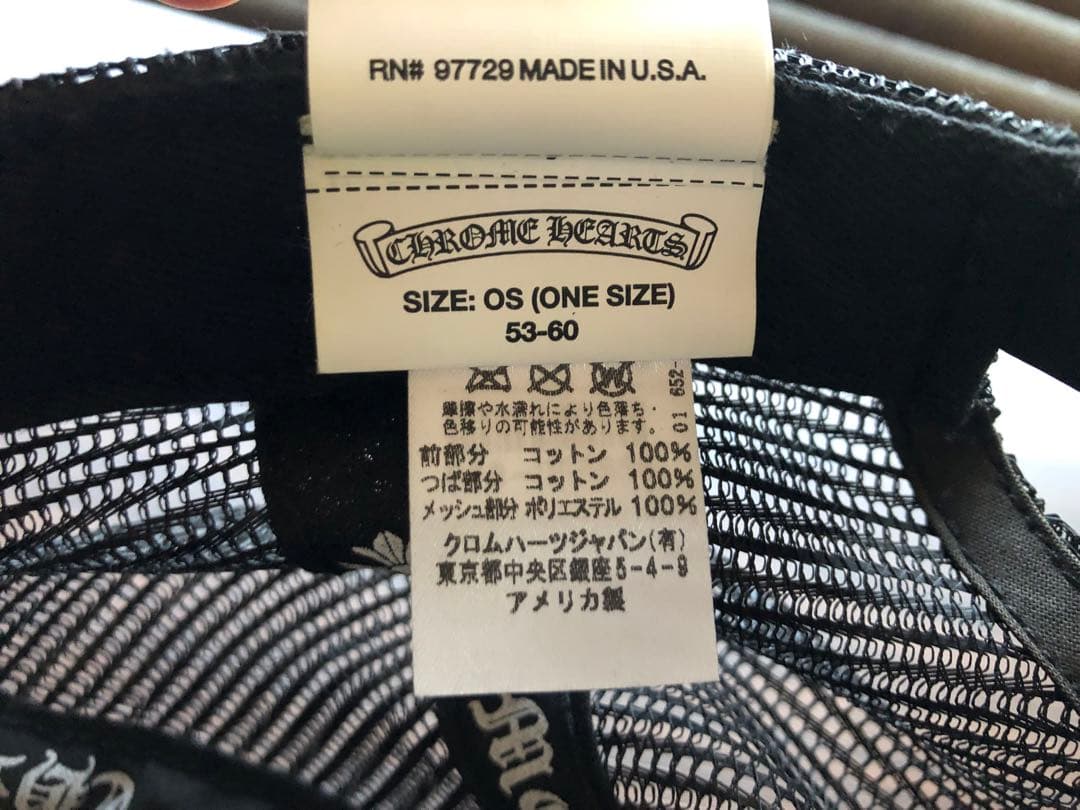 RN# 97729 MADE IN U.S.A.
CHROME HEARTS
SIZE: OS (ONE SIZE)
53-60
摩擦や水濡れにより色落ち・
色移りの可能性があります。
01 652-
前部分 コットン 100%
つば部分 コットン 100%
メッシュ部分 ポリエステル 100%
クロムハーツジャパン(有)
東京都中央区銀座5-4-9
アメリカ製